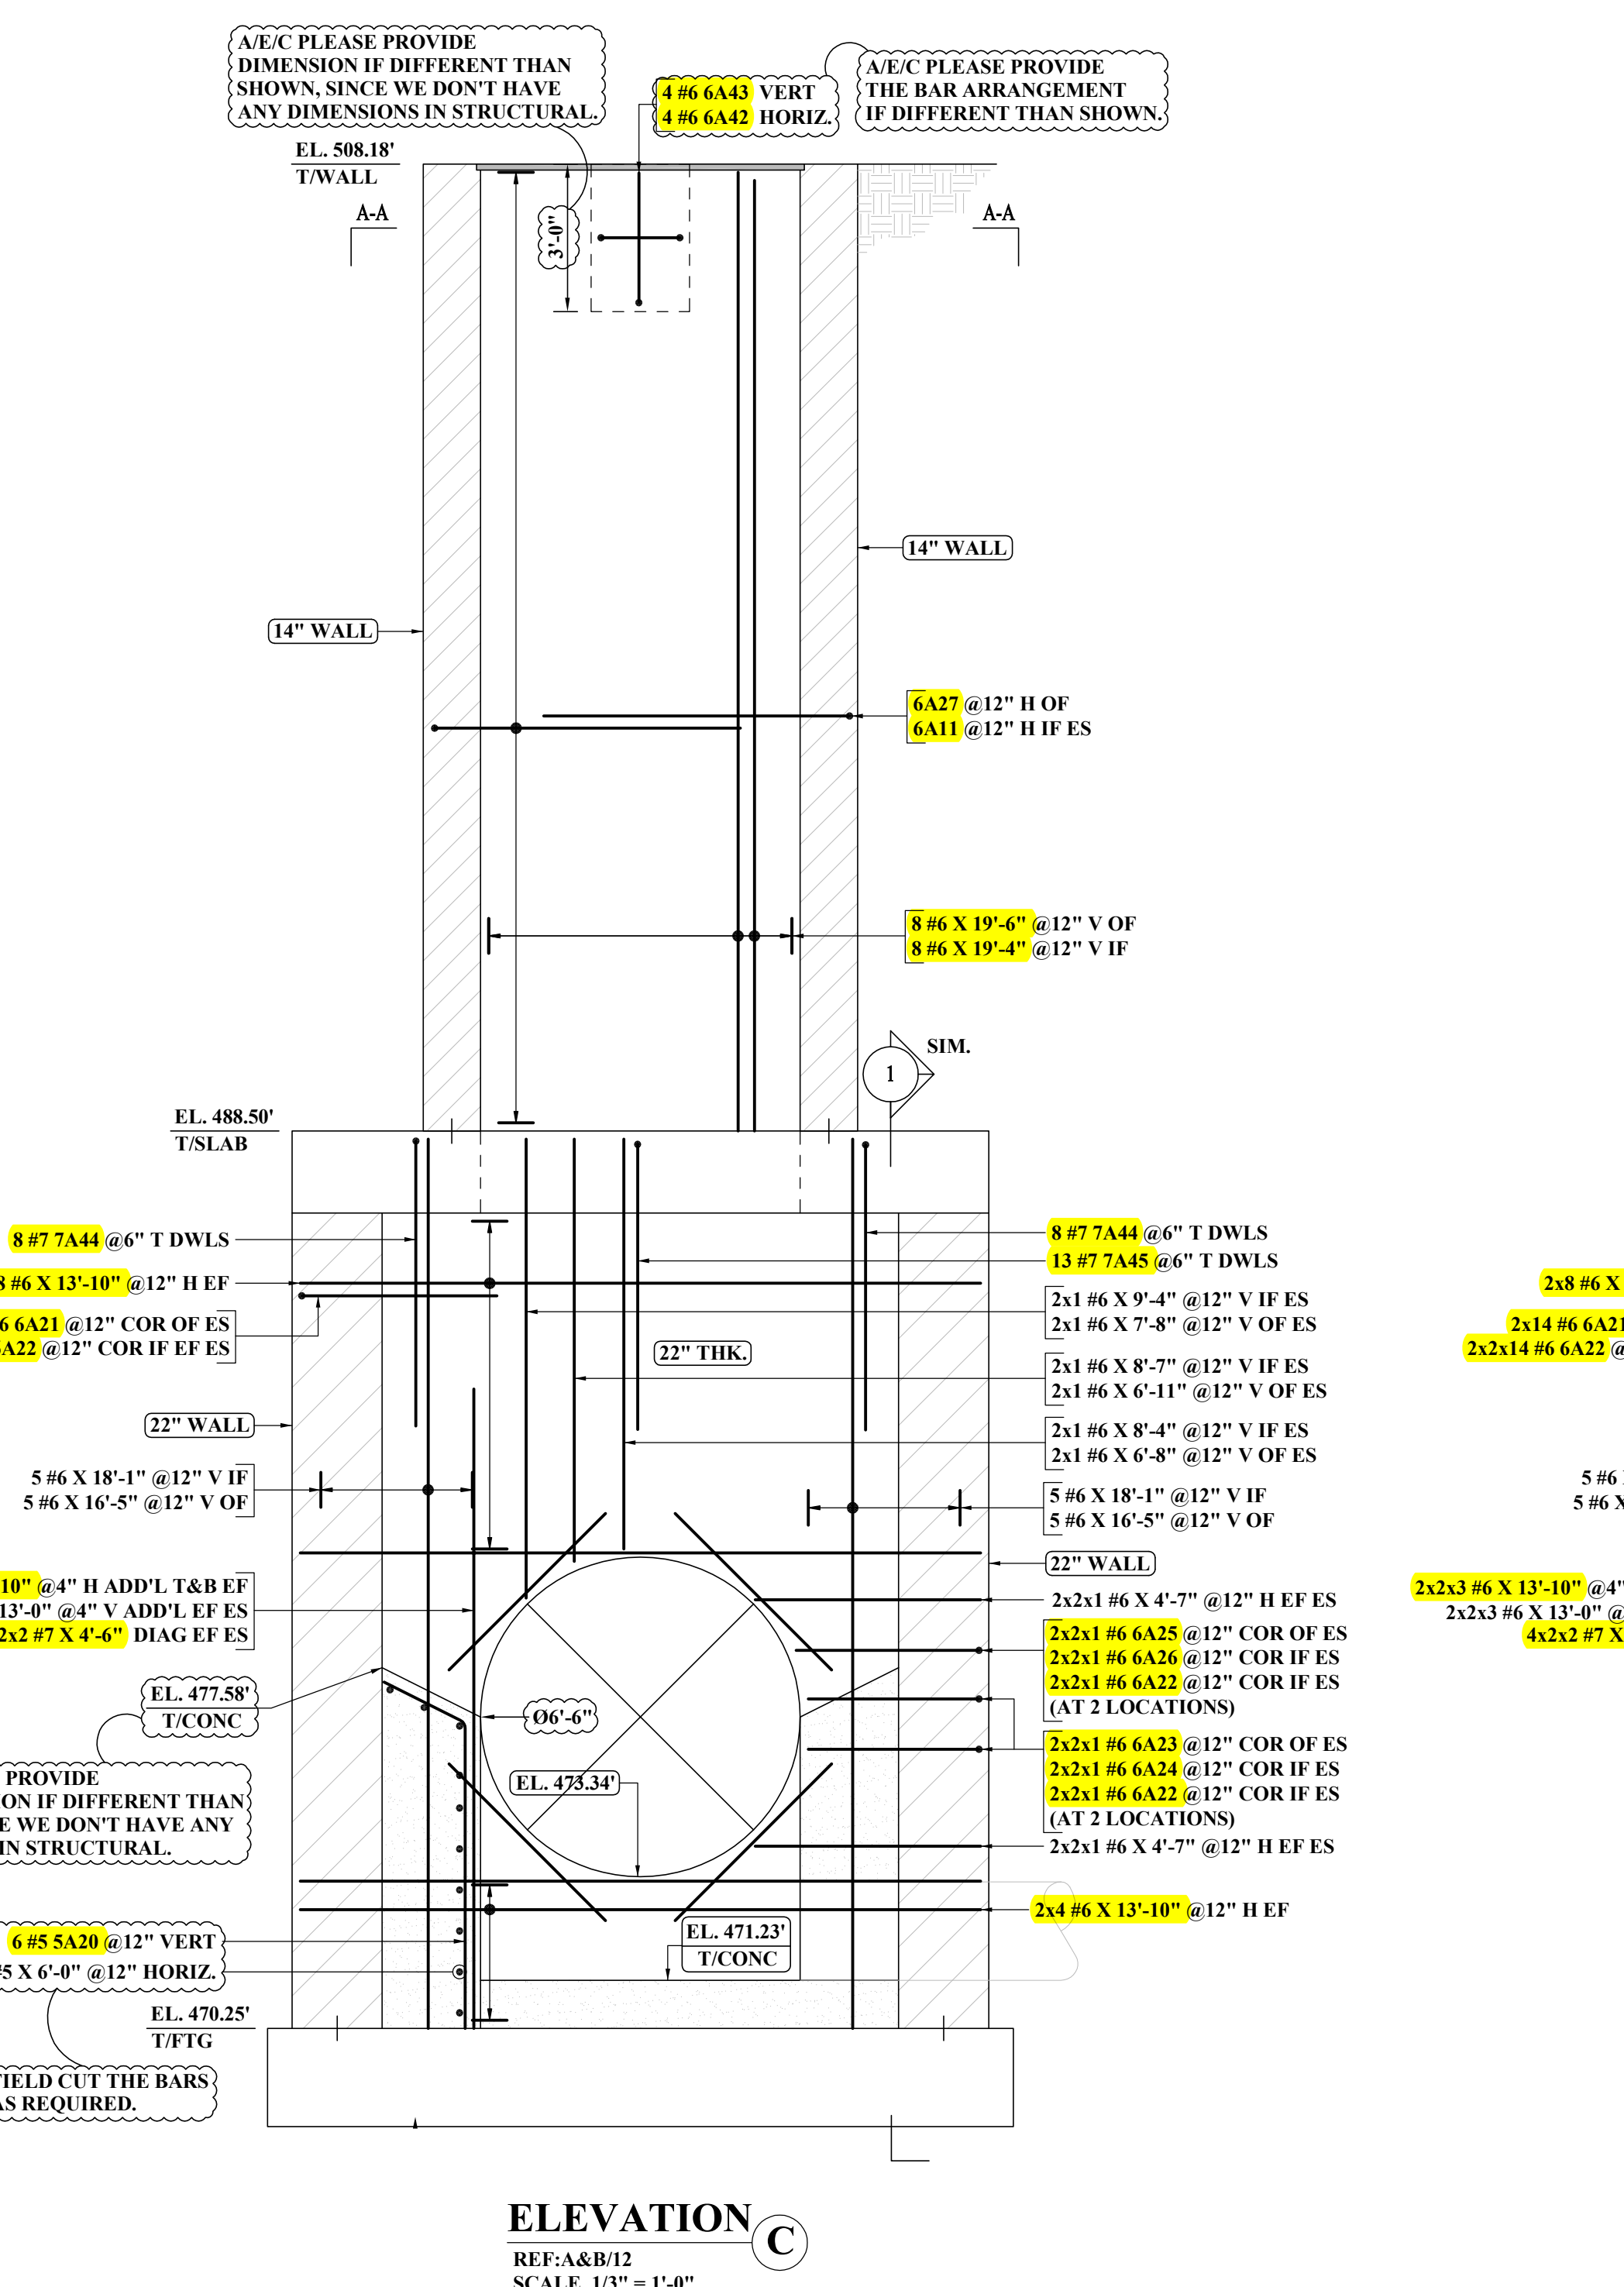 A/E/C PLEASE PROVIDE
DIMENSION IF DIFFERENT THAN
SHOWN, SINCE WE DON'T HAVE
ANY DIMENSIONS IN STRUCTURAL.
4 #6 6A43 VERT
4 #6 6A42 HORIZ.
A/E/C PLEASE PROVIDE
THE BAR ARRANGEMENT
IF DIFFERENT THAN SHOWN.
EL. 508.18'
T/WALL
A-A
A-A
3'-0"
14" WALL
14" WALL
6A27 @12" H OF
6A11 @12" H IF ES
8 #6 X 19'-6" @12" V OF
8 #6 X 19'-4" @12" V IF
1
SIM.
EL. 488.50'
T/SLAB
8 #7 7A44 @6" T DWLS
8 #6 X 13'-10" @12" H EF
6 6A21 @12" COR OF ES
A22 @12" COR IF EF ES
22" WALL
5 #6 X 18'-1" @12" V IF
5 #6 X 16'-5" @12" V OF
10" @4" H ADD'L T&B EF
13'-0" @4" V ADD'L EF ES
2x2 #7 X 4'-6" DIAG EF ES
EL. 477.58'
T/CONC
PROVIDE
ON IF DIFFERENT THAN
E WE DON'T HAVE ANY
IN STRUCTURAL.
6 #5 5A20 @12" VERT
#5 X 6'-0" @12" HORIZ.
EL. 470.25'
T/FTG
FIELD CUT THE BARS
AS REQUIRED.
22" THK.
Ø6'-6"
EL. 473.34'
EL. 471.23'
T/CONC
8 #7 7A44 @6" T DWLS
13 #7 7A45 @6" T DWLS
2x1 #6 X 9'-4" @12" V IF ES
2x1 #6 X 7'-8" @12" V OF ES
2x1 #6 X 8'-7" @12" V IF ES
2x1 #6 X 6'-11" @12" V OF ES
2x1 #6 X 8'-4" @12" V IF ES
2x1 #6 X 6'-8" @12" V OF ES
5 #6 X 18'-1" @12" V IF
5 #6 X 16'-5" @12" V OF
22" WALL
2x2x1 #6 X 4'-7" @12" H EF ES
2x2x1 #6 6A25 @12" COR OF ES
2x2x1 #6 6A26 @12" COR IF ES
2x2x1 #6 6A22 @12" COR IF ES
(AT 2 LOCATIONS)
2x2x1 #6 6A23 @12" COR OF ES
2x2x1 #6 6A24 @12" COR IF ES
2x2x1 #6 6A22 @12" COR IF ES
(AT 2 LOCATIONS)
2x2x1 #6 X 4'-7" @12" H EF ES
2x4 #6 X 13'-10" @12" H EF
2x8 #6 X
2x14 #6 6A21
2x2x14 #6 6A22 @
5 #6
5 #6 X
2x2x3 #6 X 13'-10" @4"
2x2x3 #6 X 13'-0" @
4x2x2 #7 X
ELEVATION C
REF:A&B/12
SCALE 1/3" = 1'-0"